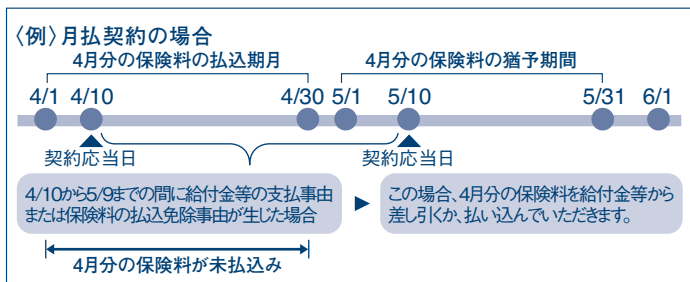 〈例〉月払契約の場合
4月分の保険料の払込期月
4月分の保険料の猶予期間
4/1 4/10 4/30 5/1 5/10 5/31 6/1
契約応当日
契約応当日
4/10から5/9までの間に給付金等の支払事由
または保険料の払込免除事由が生じた場合
この場合、4月分の保険料を給付金等から
差し引くか、払い込んでいただきます。
4月分の保険料が未払込み